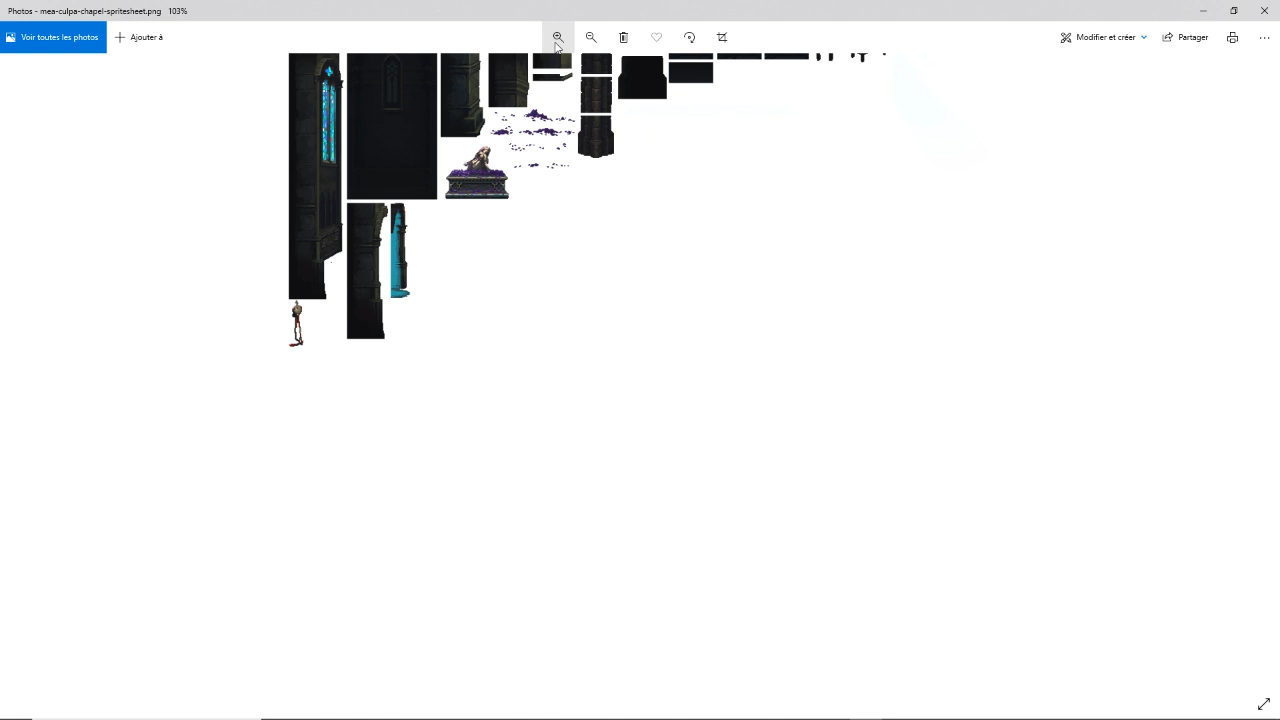 Photos - mea-culpa-chapel-spritesheet.png 103%
Voir toutes les photos
Ajouter à
Modifier et créer
Partager